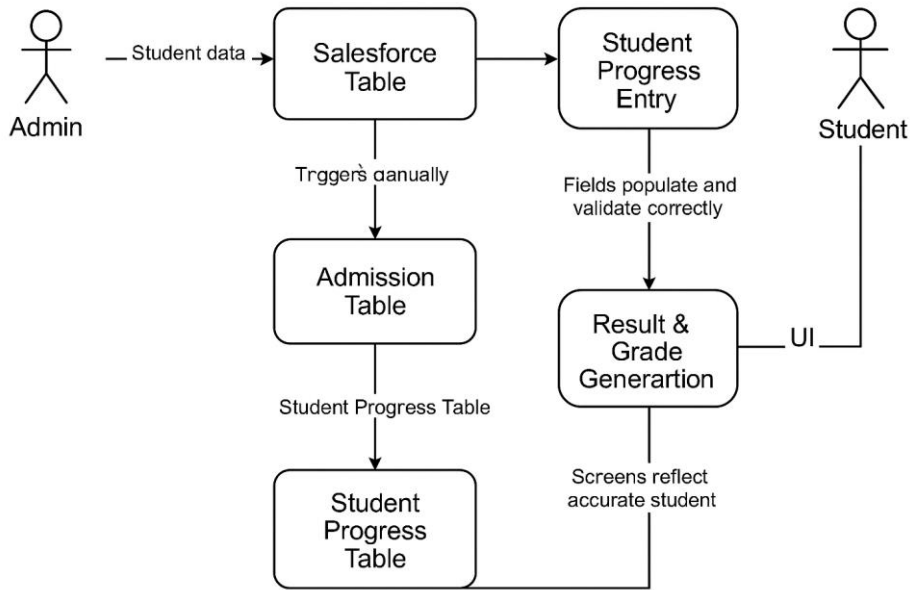 Student data
Salesforce
Table
Student
Progress
Entry
Admin
Student
Trggers ganually
Fields populate and
validate correctly
Admission
Table
Result &
Grade
Generartion
UI
Student Progress Table
Student
Progress
Table
Screens reflect
accurate student